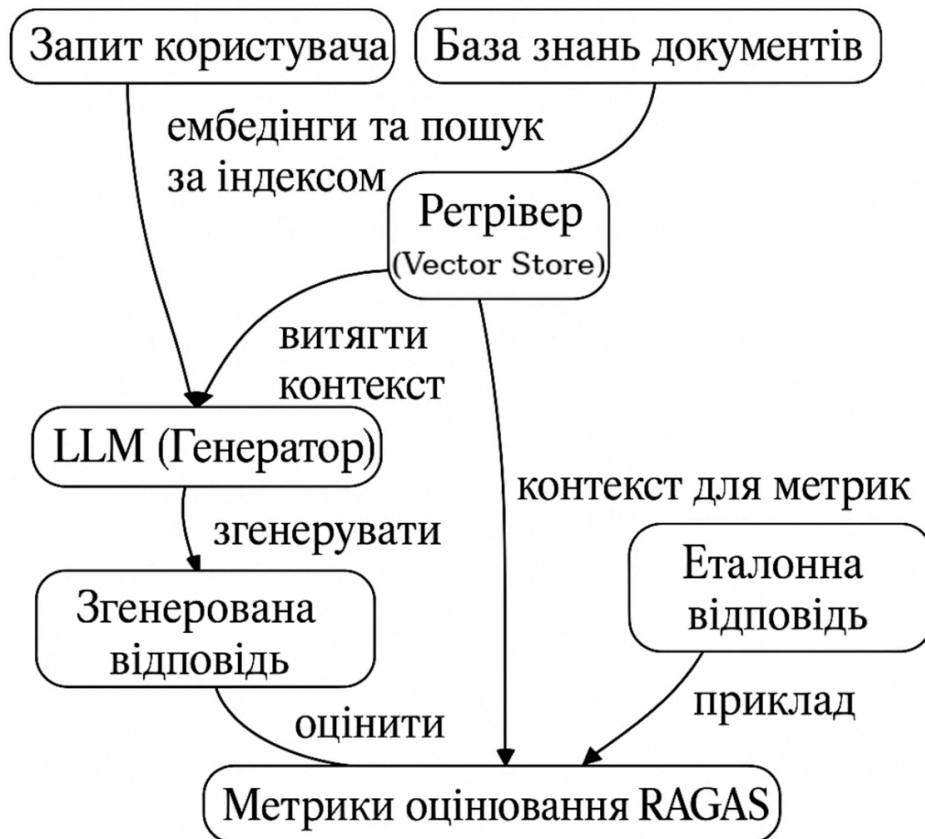 Запит користувача
База знань документів
ембедінги та пошук
за індексом
Ретрівер
(Vector Store)
витягти
контекст
LLM (Генератор)
контекст для метрик
згенерувати
Еталонна
відповідь
Згенерована
відповідь
приклад
оцінити
Метрики оцінювання RAGAS